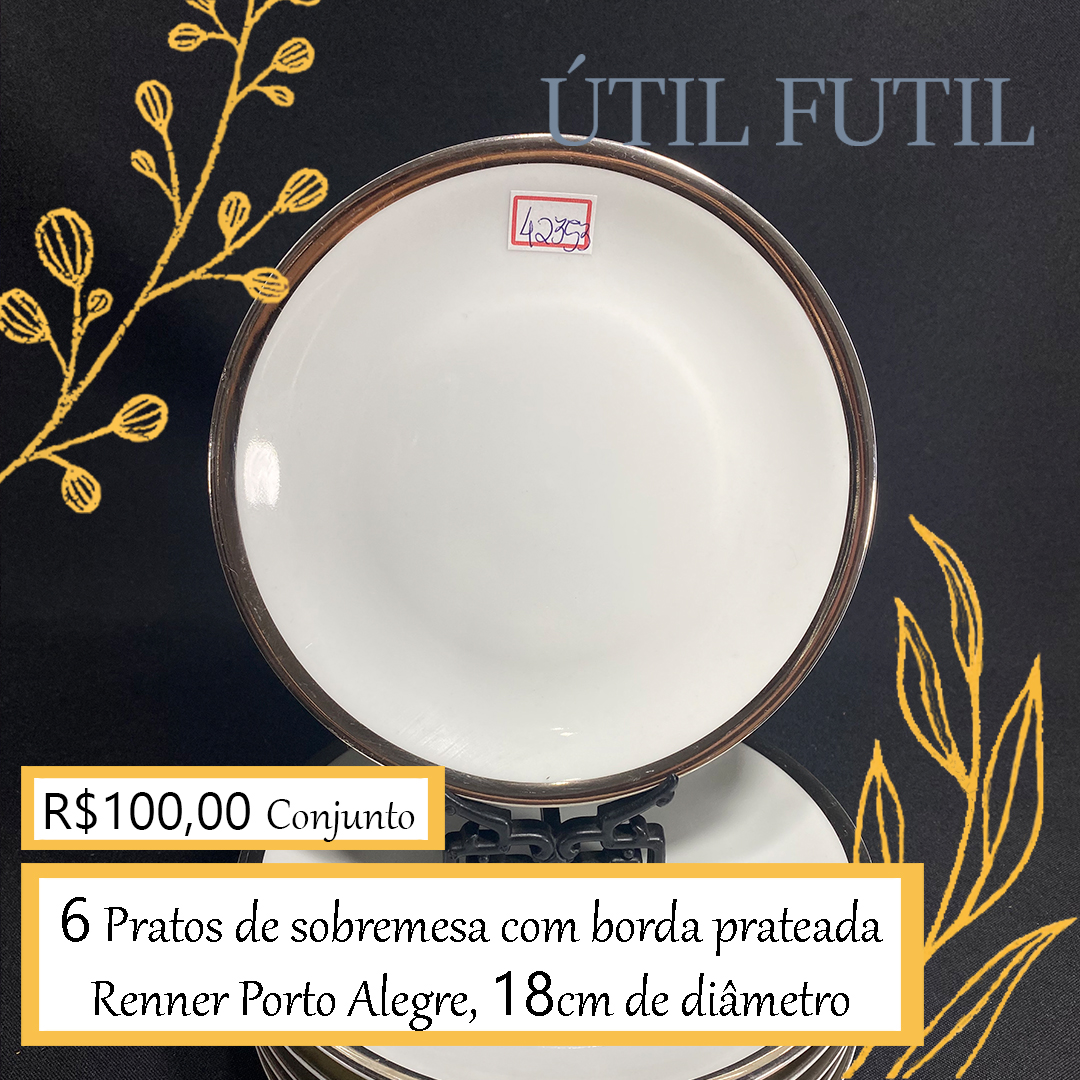 ÚTIL FUTIL
42353
R$100,00 Conjunto
6 Pratos de sobremesa com borda prateada
Renner Porto Alegre, 18cm de diâmetro